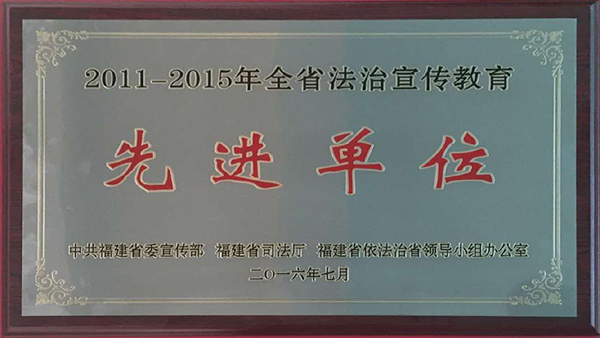 2011-2015年全省法治宣传教育
先进单位
中共福建省委宣传部 福建省司法厅 福建省依法治省领导小组办公室
二〇一六年七月